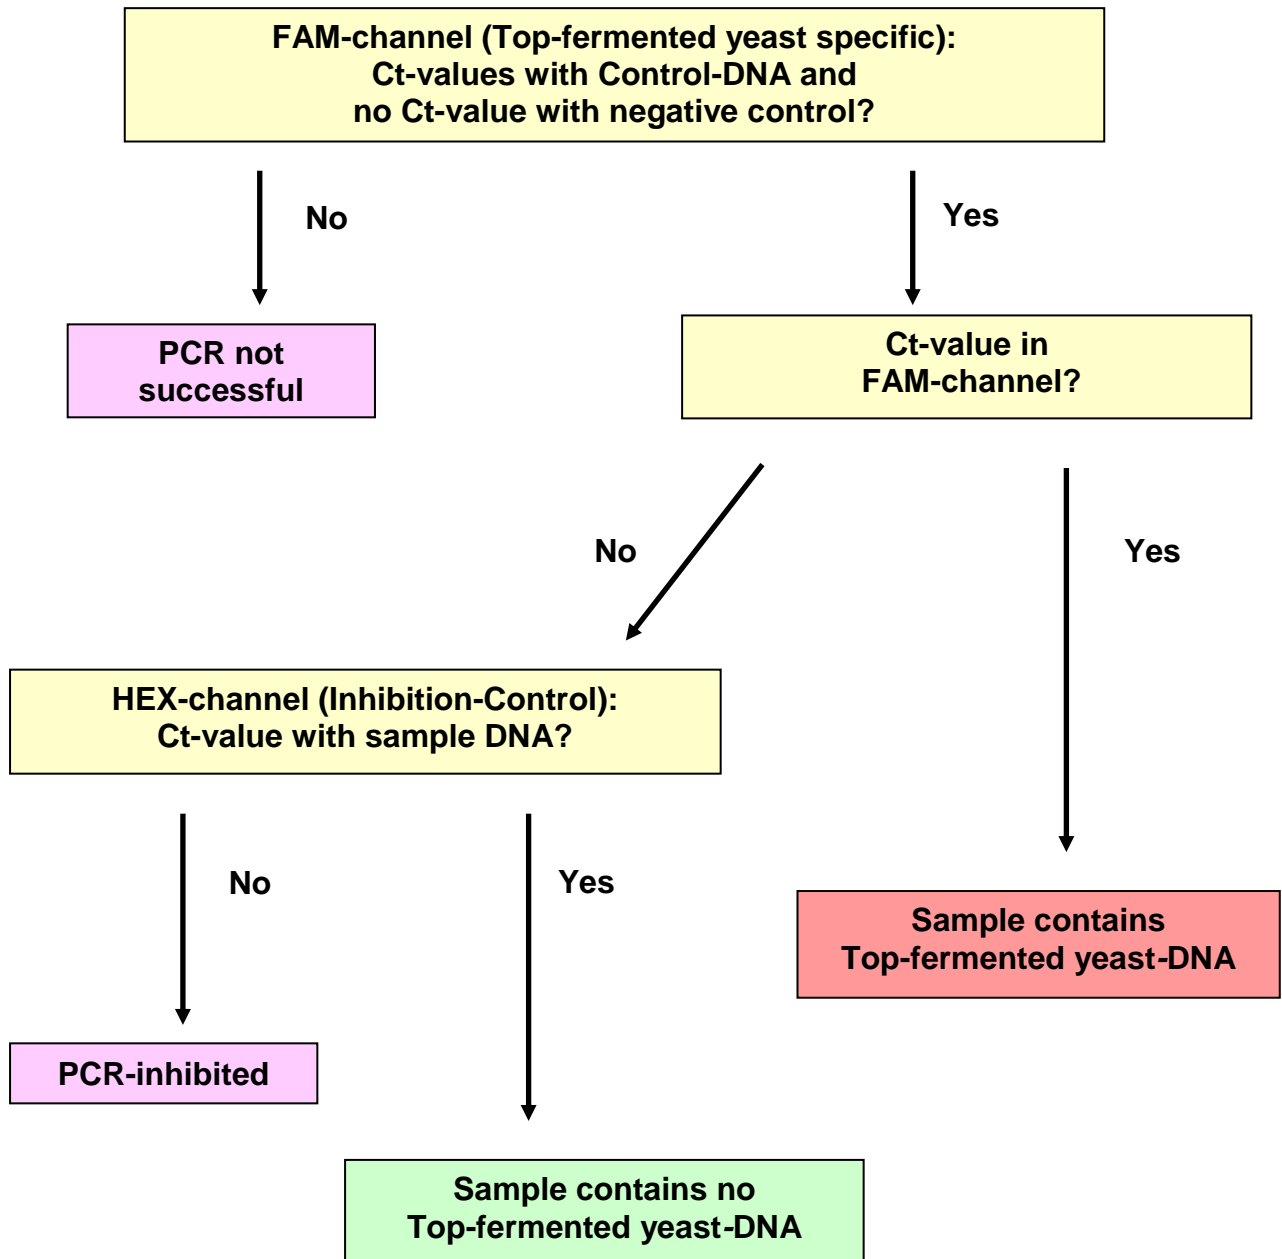 FAM-channel (Top-fermented yeast specific):
Ct-values with Control-DNA and
no Ct-value with negative control?
No
Yes
PCR not
successful
Ct-value in
FAM-channel?
No
Yes
HEX-channel (Inhibition-Control):
Ct-value with sample DNA?
No
Yes
Sample contains
Top-fermented yeast-DNA
PCR-inhibited
Sample contains no
Top-fermented yeast-DNA